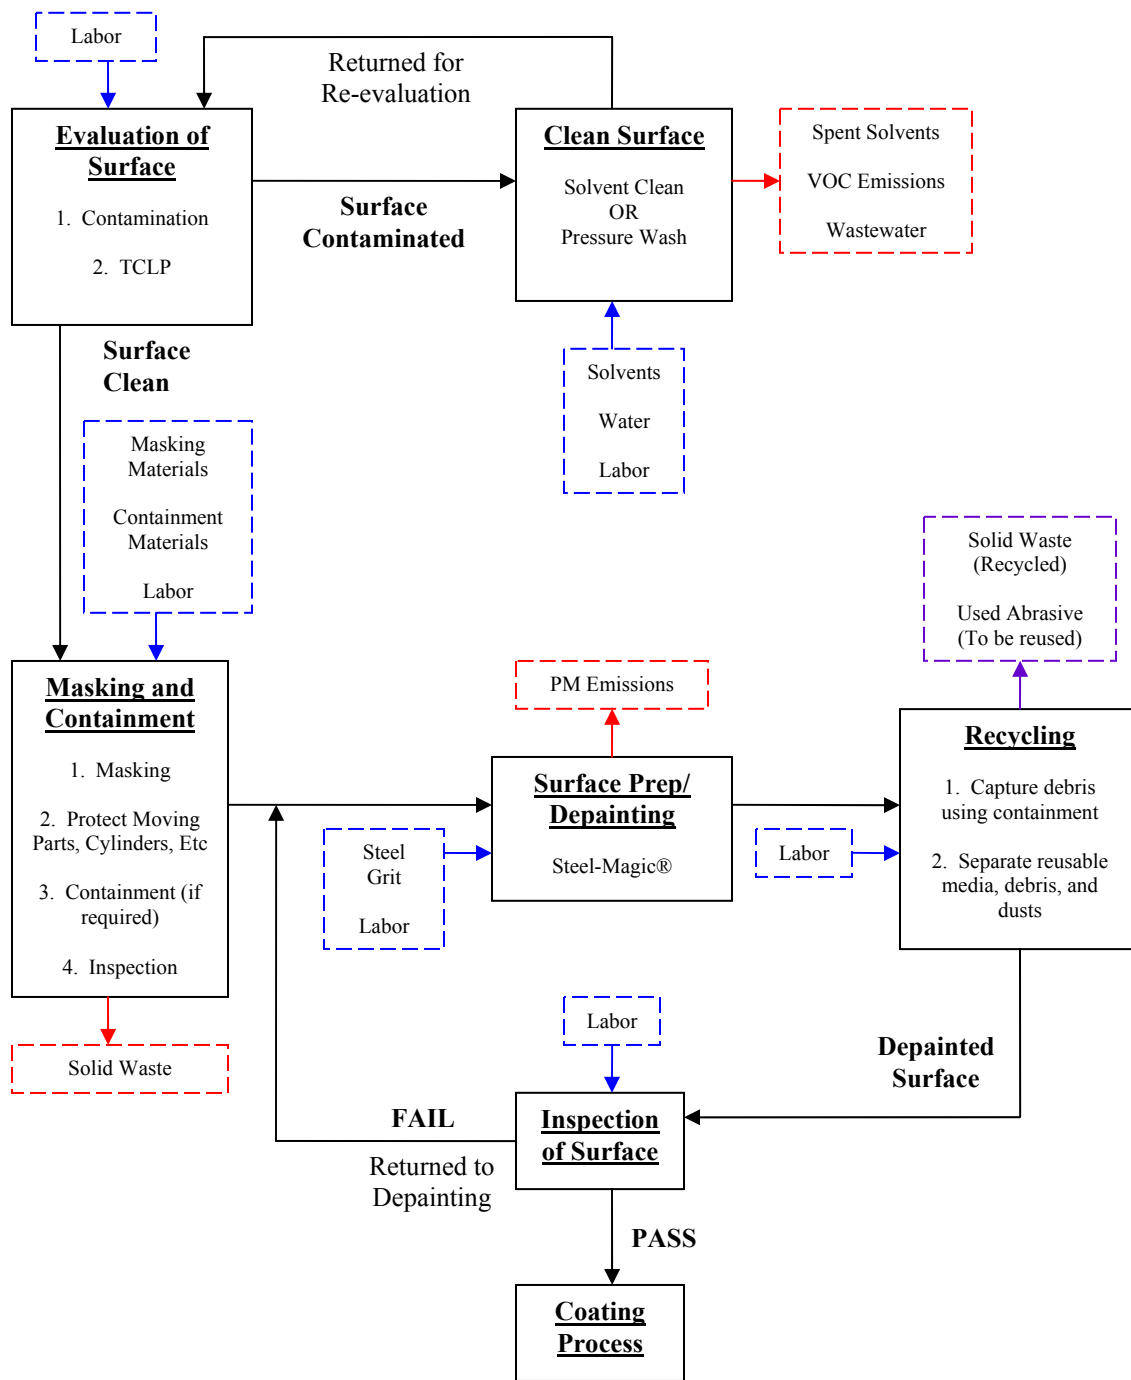 Labor
Returned for
Re-evaluation
Evaluation of
Surface
1. Contamination
2. TCLP
Surface
Contaminated
Clean Surface
Solvent Clean
OR
Pressure Wash
Spent Solvents
VOC Emissions
Wastewater
Surface
Clean
Solvents
Water
Labor
Masking
Materials
Containment
Materials
Labor
Solid Waste
(Recycled)
Used Abrasive
(To be reused)
Masking and
Containment
1. Masking
2. Protect Moving
Parts, Cylinders, Etc
3. Containment (if
required)
4. Inspection
PM Emissions
Surface Prep/
Depainting
Steel-Magic®
Steel
Grit
Labor
Labor
Recycling
1. Capture debris
using containment
2. Separate reusable
media, debris, and
dusts
Solid Waste
Labor
Depainted
Surface
FAIL
Returned to
Depainting
Inspection
of Surface
PASS
Coating
Process